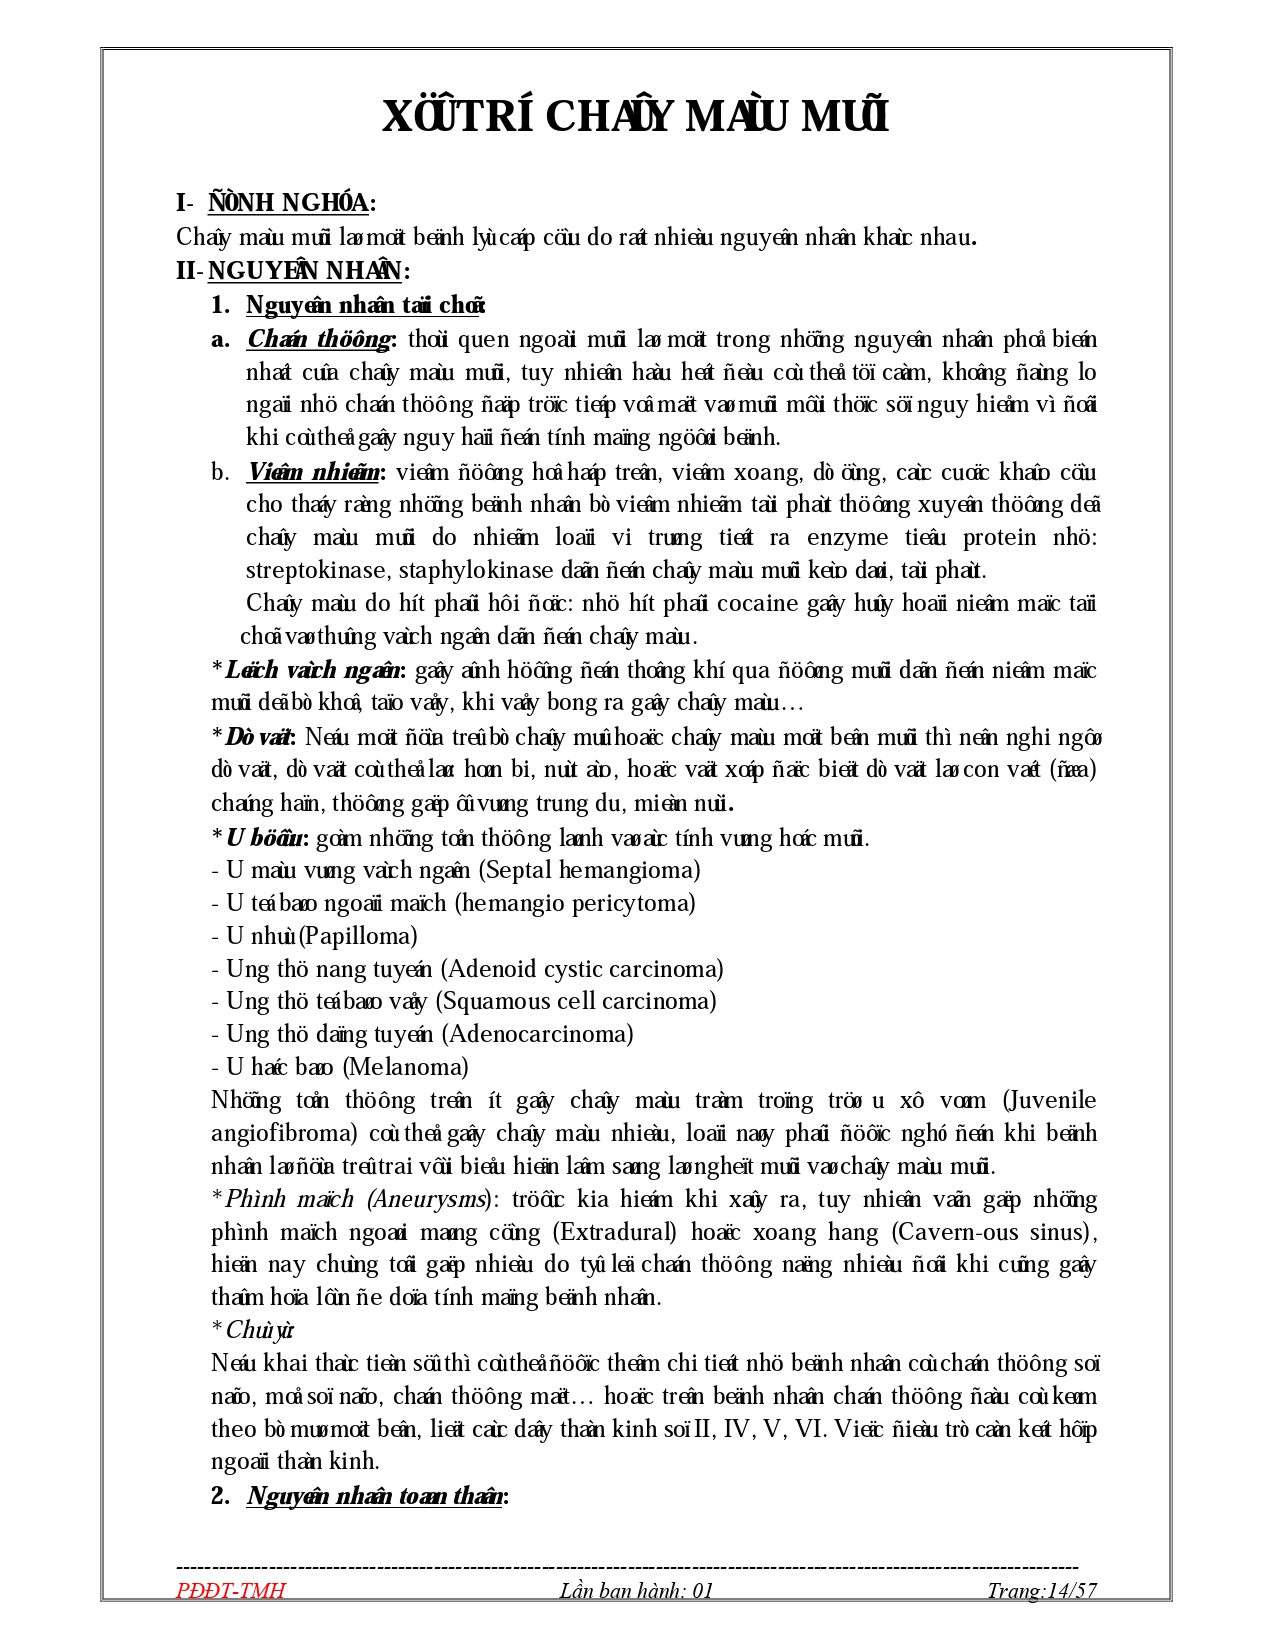 XÖÛ TRÍ CHAÛY MAÙU MUÕI
I- ÑÒNH NGHÓA:
Chaûy maùu muõi laø moät beänh lyù caáp cöùu do raát nhieàu nguyeân nhaân khaùc nhau.
II- NGUYEÂN NHAÂN:
1. Nguyeân nhaân taïi choã:
a. Chaán thöông: thoùi quen ngoaùi muõi laø moät trong nhöõng nguyeân nhaân phoå bieán
nhaát cuûa chaûy maùu muõi, tuy nhieân haàu heát ñeàu coù theå töï caàm, khoâng ñaùng lo
ngaïi nhö chaán thöông ñaäp tröïc tieáp voâ maët vaø muõi môùi thöïc söï nguy hieåm vì ñoâi
khi coù theå gaây nguy haïi ñeán tính maïng ngöôøi beänh.
b. Vieâm nhieãm: vieâm ñöôøng hoâ haáp treân, vieâm xoang, dò öùng, caùc cuoäc khaûo cöùu
cho thaáy raèng nhöõng beänh nhaân bò vieâm nhieãm taùi phaùt thöôøng xuyeân thöôøng deã
chaûy maùu muõi do nhieãm loaïi vi truøng tieát ra enzyme tieâu protein nhö:
streptokinase, staphylokinase daãn ñeán chaûy maùu muõi keùo daøi, taùi phaùt.
Chaûy maùu do hít phaûi hôi ñoäc: nhö hít phaûi cocaine gaây huûy hoaïi nieâm maïc taïi
choã vaø thuûng vaùch ngaên daãn ñeán chaûy maùu.
*Leäch vaùch ngaên: gaây aûnh höôûng ñeán thoâng khí qua ñöôøng muõi daãn ñeán nieâm maïc
muõi deã bò khoâ, taïo vaåy, khi vaåy bong ra gaây chaûy maùu…
*Dò vaät: Neáu moät ñöùa treû bò chaûy muû hoaëc chaûy maùu moät beân muõi thì neân nghi ngôø
dò vaät, dò vaät coù theå laø: hoøn bi, nuùt aùo, hoaëc vaät xoáp ñaëc bieät dò vaät laø con vaét (ñæa)
chaúng haïn, thöôøng gaëp ôû vuøng trung du, mieàn nuùi.
*U böôùu: goàm nhöõng toån thöông laønh vaø aùc tính vuøng hoác muõi.
- U maùu vuøng vaùch ngaên (Septal hemangioma)
- U teá baøo ngoaïi maïch (hemangio pericytoma)
- U nhuù (Papilloma)
- Ung thö nang tuyeán (Adenoid cystic carcinoma)
- Ung thö teá baøo vaåy (Squamous cell carcinoma)
- Ung thö daïng tuyeán (Adenocarcinoma)
- U haéc baøo (Melanoma)
Nhöõng toån thöông treân ít gaây chaûy maùu traàm troïng tröø u xô voøm (Juvenile
angiofibroma) coù theå gaây chaûy maùu nhieàu, loaïi naøy phaûi ñöôïc nghó ñeán khi beänh
nhaân laø ñöùa treû trai vôùi bieåu hieän laâm saøng laø ngheït muõi vaø chaûy maùu muõi.
*Phình maïch (Aneurysms): tröôùc kia hieám khi xaûy ra, tuy nhieân vaãn gaëp nhöõng
phình maïch ngoaøi maøng cöùng (Extradural) hoaëc xoang hang (Cavern-ous sinus),
hieän nay chuùng toâi gaëp nhieàu do tyû leä chaán thöông naëng nhieàu ñoâi khi cuõng gaây
thaûm hoïa lôùn ñe doïa tính maïng beänh nhaân.
*Chuù yù:
Neáu khai thaùc tieàn söû thì coù theå ñöôïc theâm chi tieát nhö beänh nhaân coù chaán thöông soï
naõo, moå soï naõo, chaán thöông maët… hoaëc treân beänh nhaân chaán thöông ñaàu coù keøm
theo bò muø moät beân, lieät caùc daây thaàn kinh soï II, IV, V, VI. Vieäc ñieàu trò caàn keát hôïp
ngoaïi thaàn kinh.
2. Nguyeân nhaân toaøn thaân:
PĐĐT-TMH Lần ban hành: 01 Trang:14/57